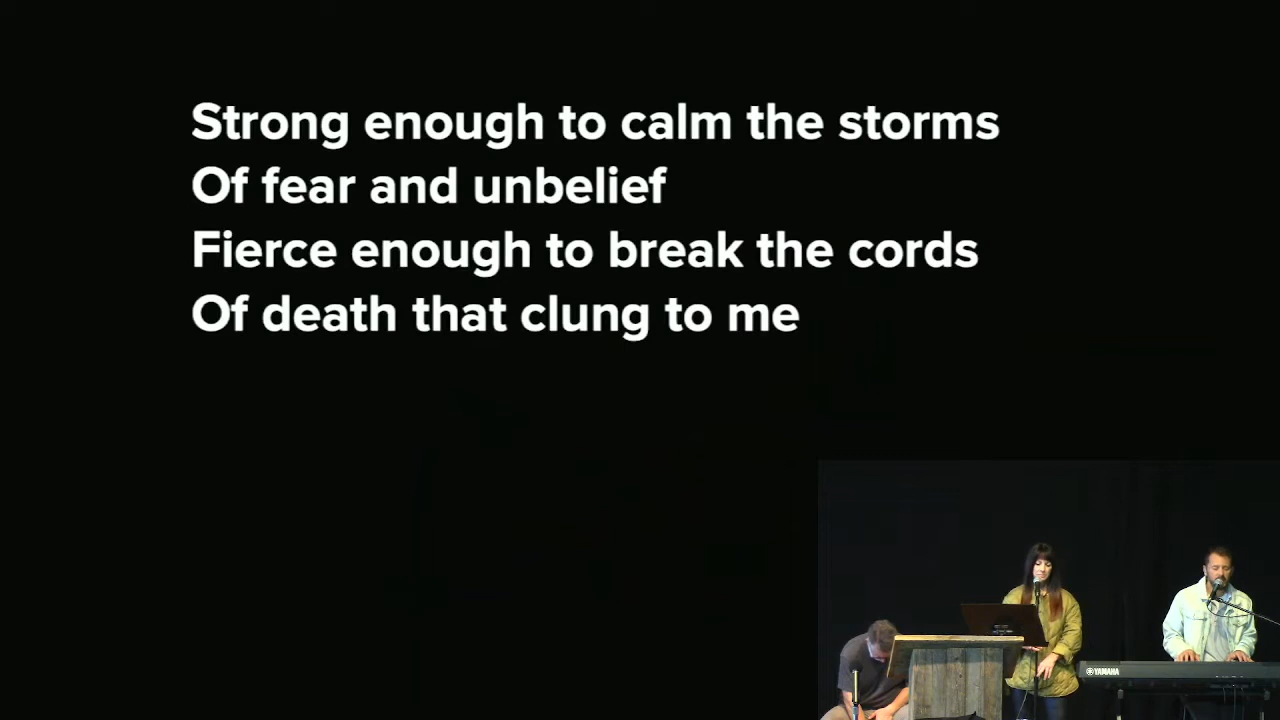 Strong enough to calm the storms
Of fear and unbelief
Fierce enough to break the cords
Of death that clung to me
YAMAHA